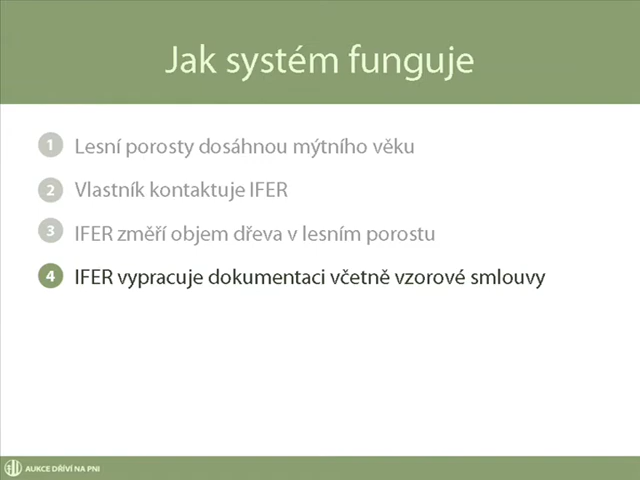 Jak systém funguje
1 Lesní porosty dosáhnou mýtního věku
2 Vlastník kontaktuje IFER
3 IFER změří objem dřeva v lesním porostu
4 IFER vypracuje dokumentaci včetně vzorové smlouvy
AUKCE DŘÍVÍ NA PNI